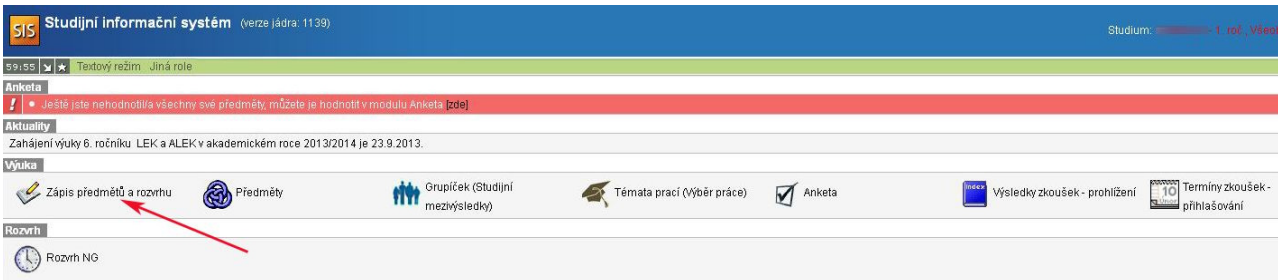 SIS Studijní informační systém (verze jádra: 1139)
Studium: - 1. roč., Všeo
59:55 Textový režim Jiná role
Anketa
! Ještě jste nehodnotil/a všechny své předměty, můžete je hodnotit v modulu Anketa [zde]
Aktuality
Zahájení výuky 6. ročníku LEK a ALEK v akademickém roce 2013/2014 je 23.9.2013.
Výuka
Zápis předmětů a rozvrhu
Předměty
Grupíček (Studijní
mezivýsledky)
Témata prací (Výběr práce)
Anketa
Index
Výsledky zkoušek - prohlížení
10
Termíny zkoušek -
přihlašování
Rozvrh
Rozvrh NG